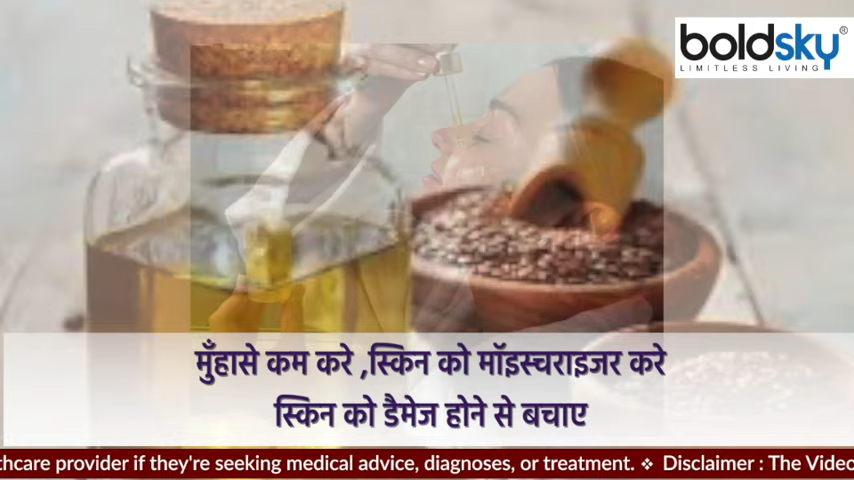 boldsky®
LIMITLESS LIVING
मुँहासे कम करे ,स्किन को मॉइस्चराइजर करे
स्किन को डैमेज होने से बचाए
thcare provider if they're seeking medical advice, diagnoses, or treatment. ❖ Disclaimer : The Video